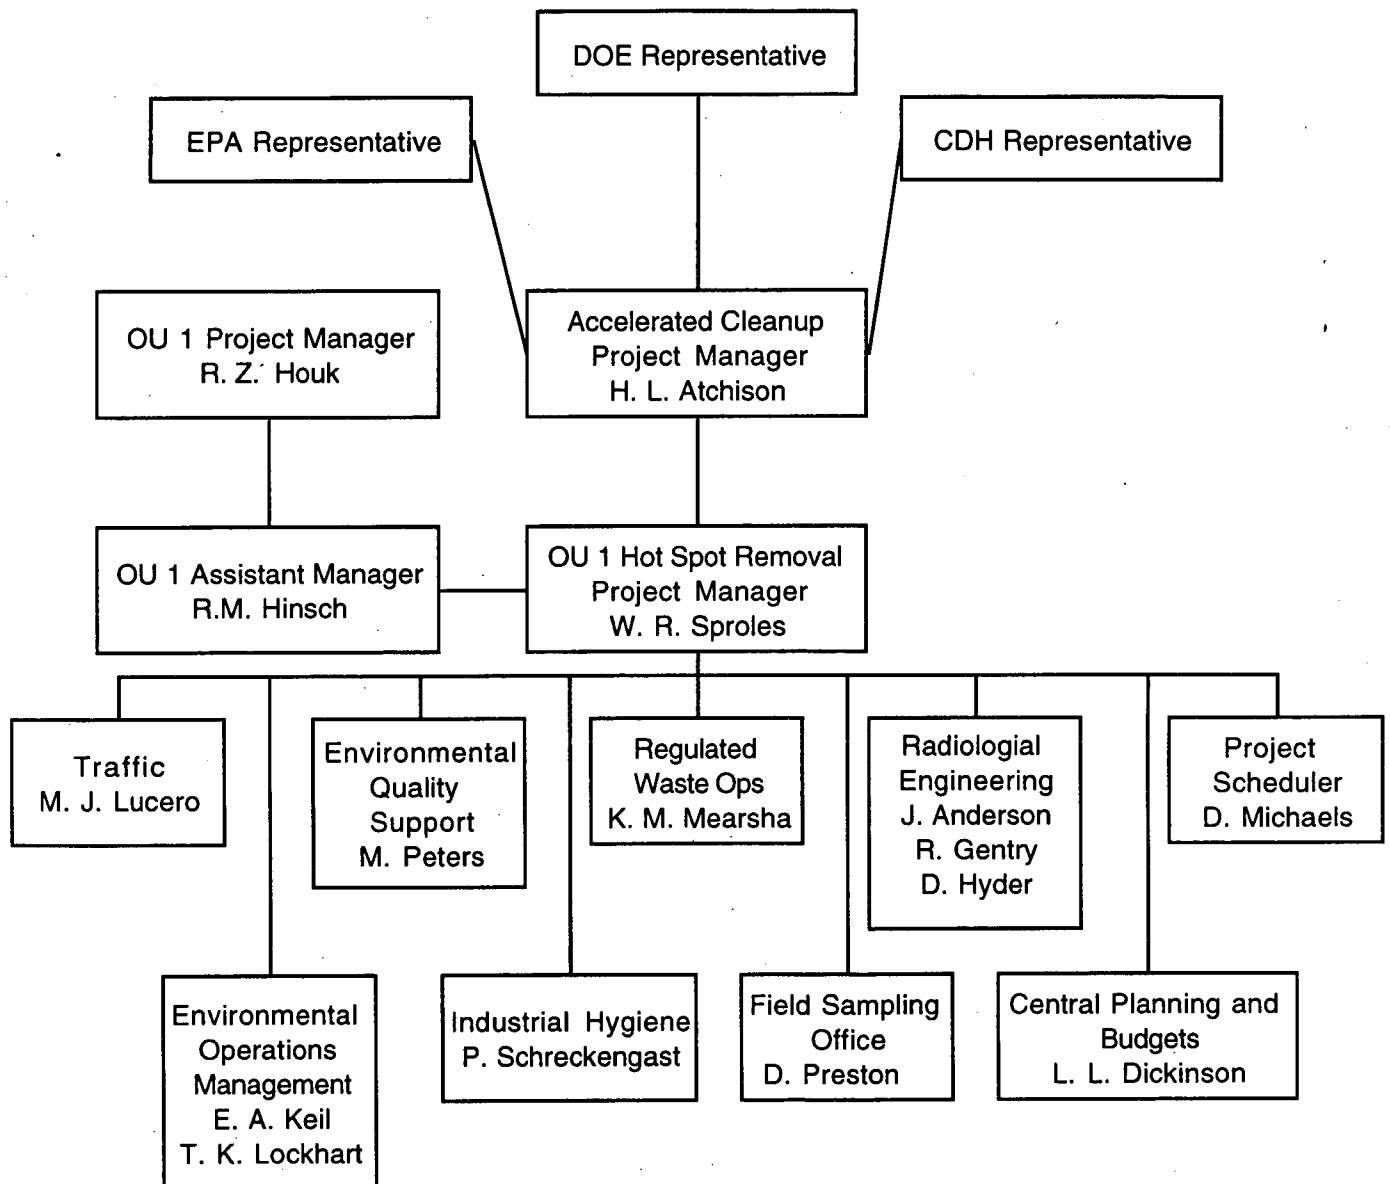 DOE Representative
EPA Representative
CDH Representative
OU 1 Project Manager
R. Z. Houk
Accelerated Cleanup
Project Manager
H. L. Atchison
OU 1 Assistant Manager
R.M. Hinsch
OU 1 Hot Spot Removal
Project Manager
W. R. Sproles
Traffic
M. J. Lucero
Environmental
Quality
Support
M. Peters
Regulated
Waste Ops
K. M. Mearsha
Radiologial
Engineering
J. Anderson
R. Gentry
D. Hyder
Project
Scheduler
D. Michaels
Environmental
Operations
Management
E. A. Keil
T. K. Lockhart
Industrial Hygiene
P. Schreckengast
Field Sampling
Office
D. Preston
Central Planning and
Budgets
L. L. Dickinson